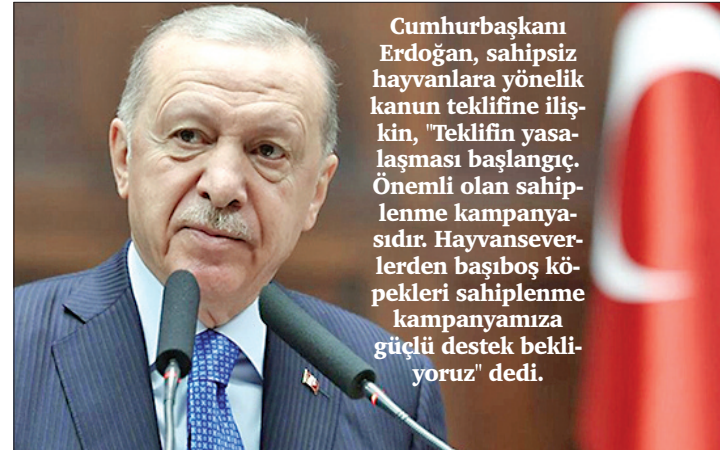 Cumhurbaşkanı
Erdoğan, sahipsiz
hayvanlara yönelik
kanun teklifine iliş-
kin, "Teklifin yasa-
laşması başlangıç.
Önemli olan sahip-
lenme kampanya-
sıdır. Hayvansever-
lerden başıboş kö-
pekleri sahiplenme
kampanyamıza
güçlü destek bekli-
yoruz" dedi.